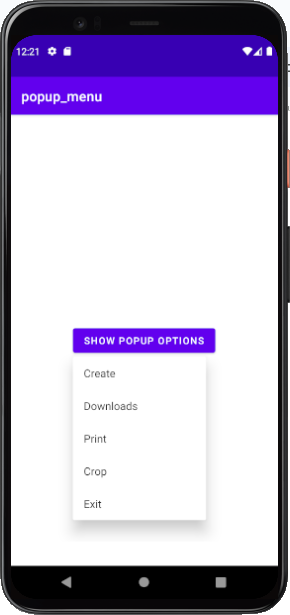 12:21
popup_menu
SHOW POPUP OPTIONS
Create
Downloads
Print
Crop
Exit